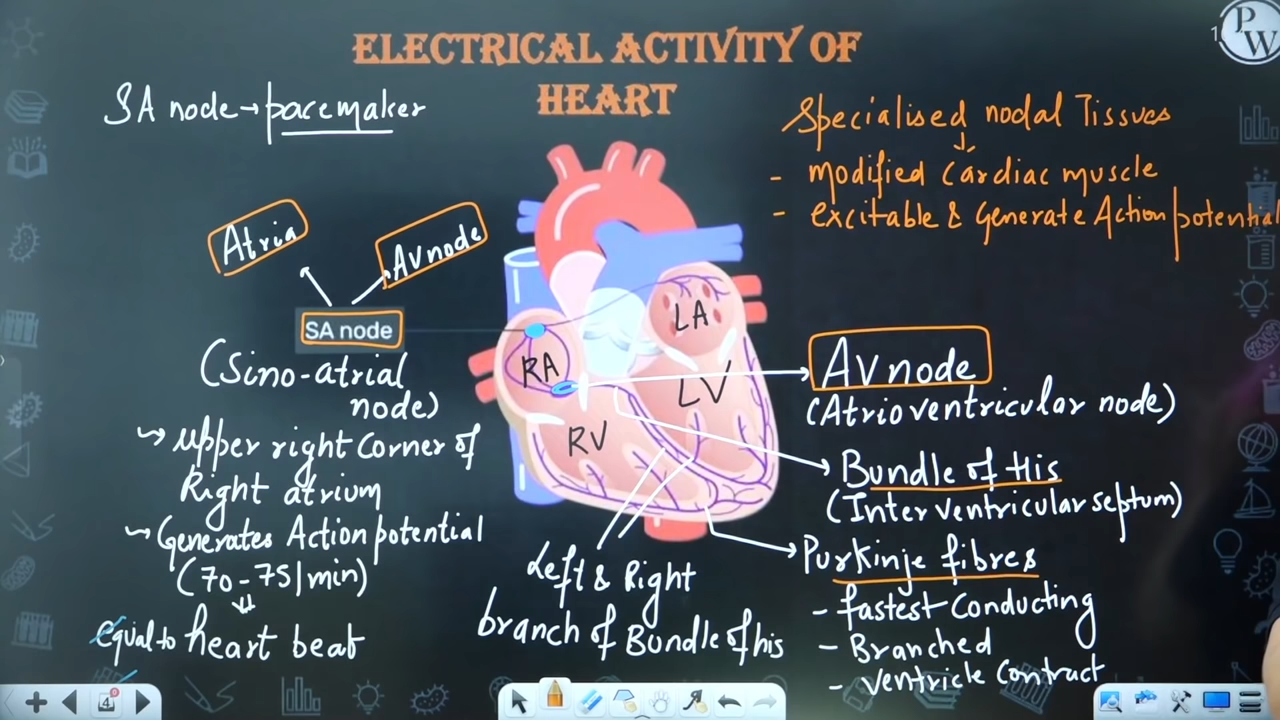 ELECTRICAL ACTIVITY OF
HEART
PW
SA node → pacemaker
Specialised nodal Tissues
- modified Cardiac muscle
- excitable & Generate Action potential
Atria
AV node
SA node
(Sino-atrial
node)
upper right Corner of
Right atrium
Generates Action potential
(70-75/min)
equal to heart beat
RA
LA
LV
RV
AV node
(Atrioventricular node)
Bundle of His
(Inter ventricular septum)
Purkinje fibres
- fastest Conducting
- Branched
- ventricle Contract
Left & Right
branch of Bundle of his
4